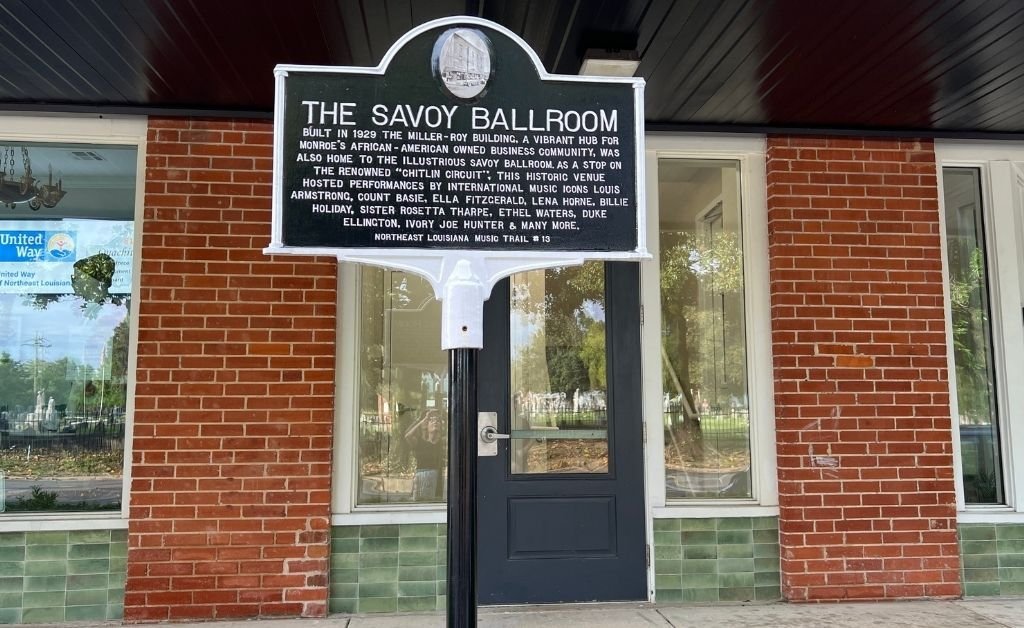 THE SAVOY BALLROOM
BUILT IN 1929 THE MILLER-ROY BUILDING, A VIBRANT HUB FOR
MONROE'S AFRICAN-AMERICAN OWNED BUSINESS COMMUNITY, WAS
ALSO HOME TO THE ILLUSTRIOUS SAVOY BALLROOM. AS A STOP ON
THE RENOWNED "CHITLIN CIRCUIT", THIS HISTORIC VENUE
HOSTED PERFORMANCES BY INTERNATIONAL MUSIC ICONS LOUIS
ARMSTRONG, COUNT BASIE, ELLA FITZGERALD, LENA HORNE, BILLIE
HOLIDAY, SISTER ROSETTA THARPE, ETHEL WATERS, DUKE
ELLINGTON, IVORY JOE HUNTER & MANY MORE.
NORTHEAST LOUISIANA MUSIC TRAIL #13
United
Way
United Way
of Northeast Louisiana